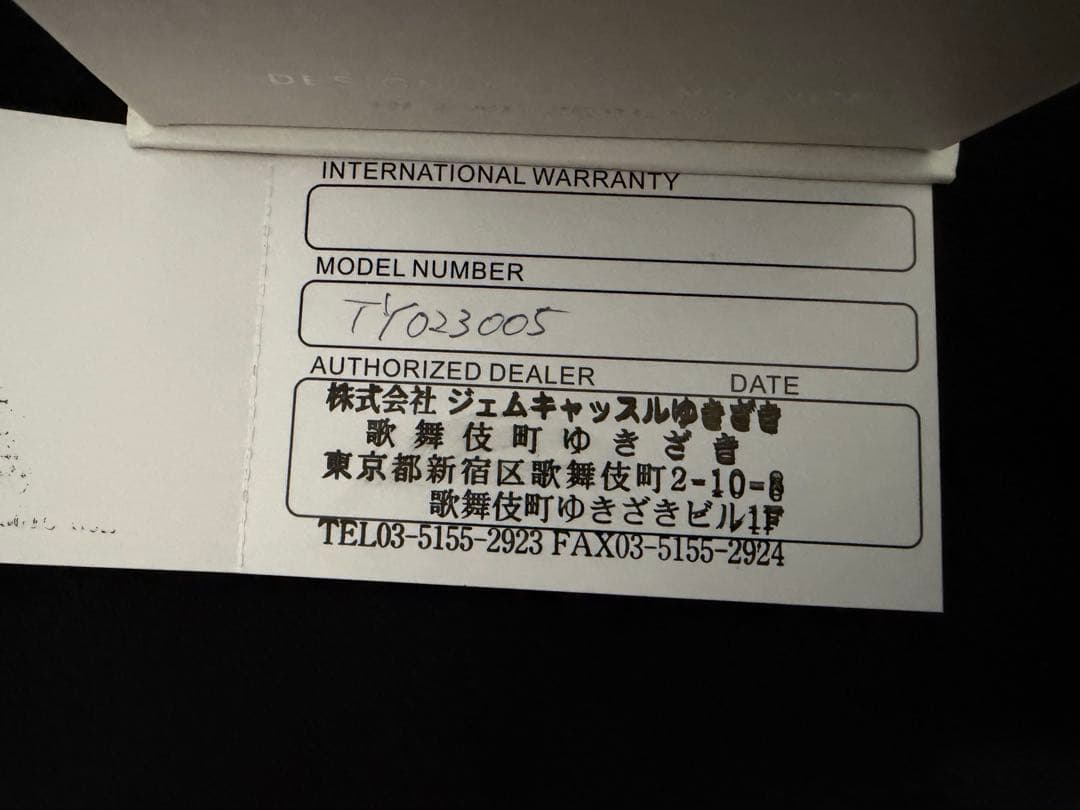 INTERNATIONAL WARRANTY
MODEL NUMBER
TY023005
AUTHORIZED DEALER DATE
株式会社 ジェムキャッスルゆきざき
歌舞伎町ゆきざき
東京都新宿区歌舞伎町2-10-8
歌舞伎町ゆきざきビル1F
TEL03-5155-2923 FAX03-5155-2924